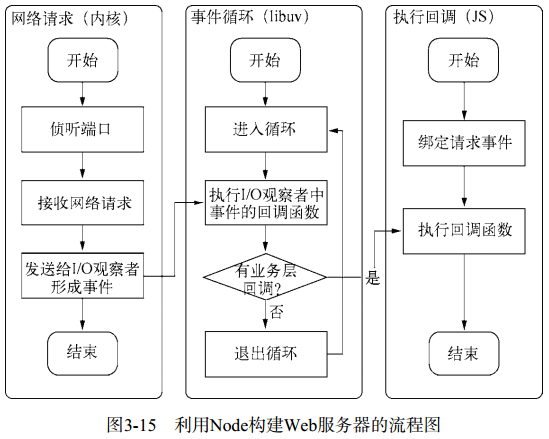 网络请求（内核）
开始
侦听端口
接收网络请求
发送给I/O观察者
形成事件
结束
事件循环（libuv）
开始
进入循环
执行I/O观察者中
事件的回调函数
有业务层
回调?
是
否
退出循环
执行回调（JS）
开始
绑定请求事件
执行回调函数
结束
图3-15 利用Node构建Web服务器的流程图